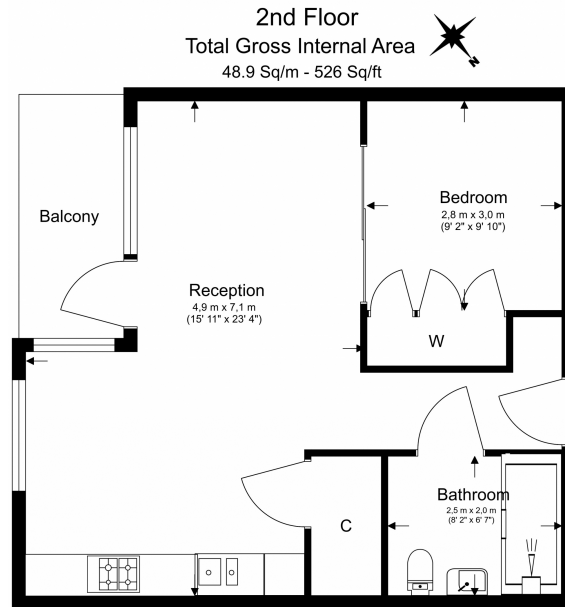 2nd Floor
Total Gross Internal Area
48.9 Sq/m - 526 Sq/ft
N
Balcony
Bedroom
2,8 m x 3,0 m
(9' 2" x 9' 10")
Reception
4,9 m x 7,1 m
(15' 11" x 23' 4")
W
Bathroom
2,5 m x 2,0 m
(8' 2" x 6' 7")
C